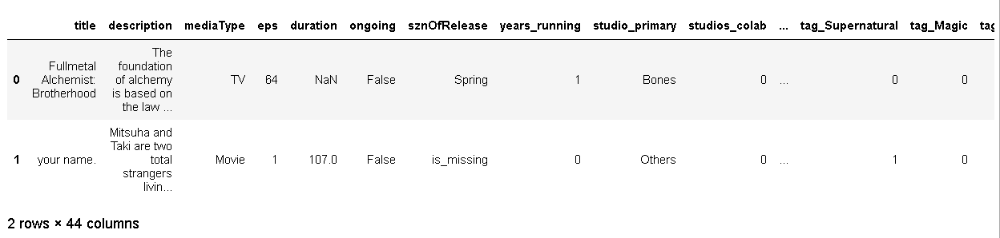 title description mediaType eps duration ongoing sznOfRelease years_running studio_primary studios_colab ... tag_Supernatural tag_Magic tag
The
Fullmetal foundation
0 Alchemist: of alchemy TV 64 NaN False Spring 1 Bones 0 ... 0 0
Brotherhood is based on
the law ...
Mitsuha and
Taki are two
1 your name. total Movie 1 107.0 False is_missing 0 Others 0 ... 1 0
strangers
livin...
2 rows × 44 columns